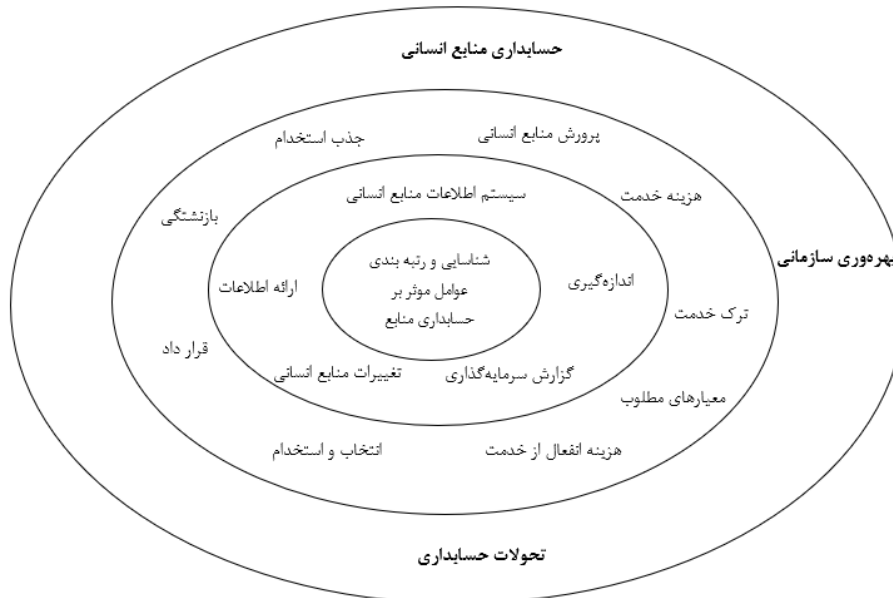 حسابداری منابع انسانی
پرورش منابع انسانی
جذب استخدام
هزینه خدمت
سیستم اطلاعات منابع انسانی
بازنشتگی
بهره‌وری سازمانی
شناسایی و رتبه بندی
عوامل موثر بر
حسابداری منابع
اندازه‌گیری
ارائه اطلاعات
ترک خدمت
قرار داد
گزارش سرمایه‌گذاری
تغییرات منابع انسانی
معیارهای مطلوب
هزینه انفعال از خدمت
انتخاب و استخدام
تحولات حسابداری